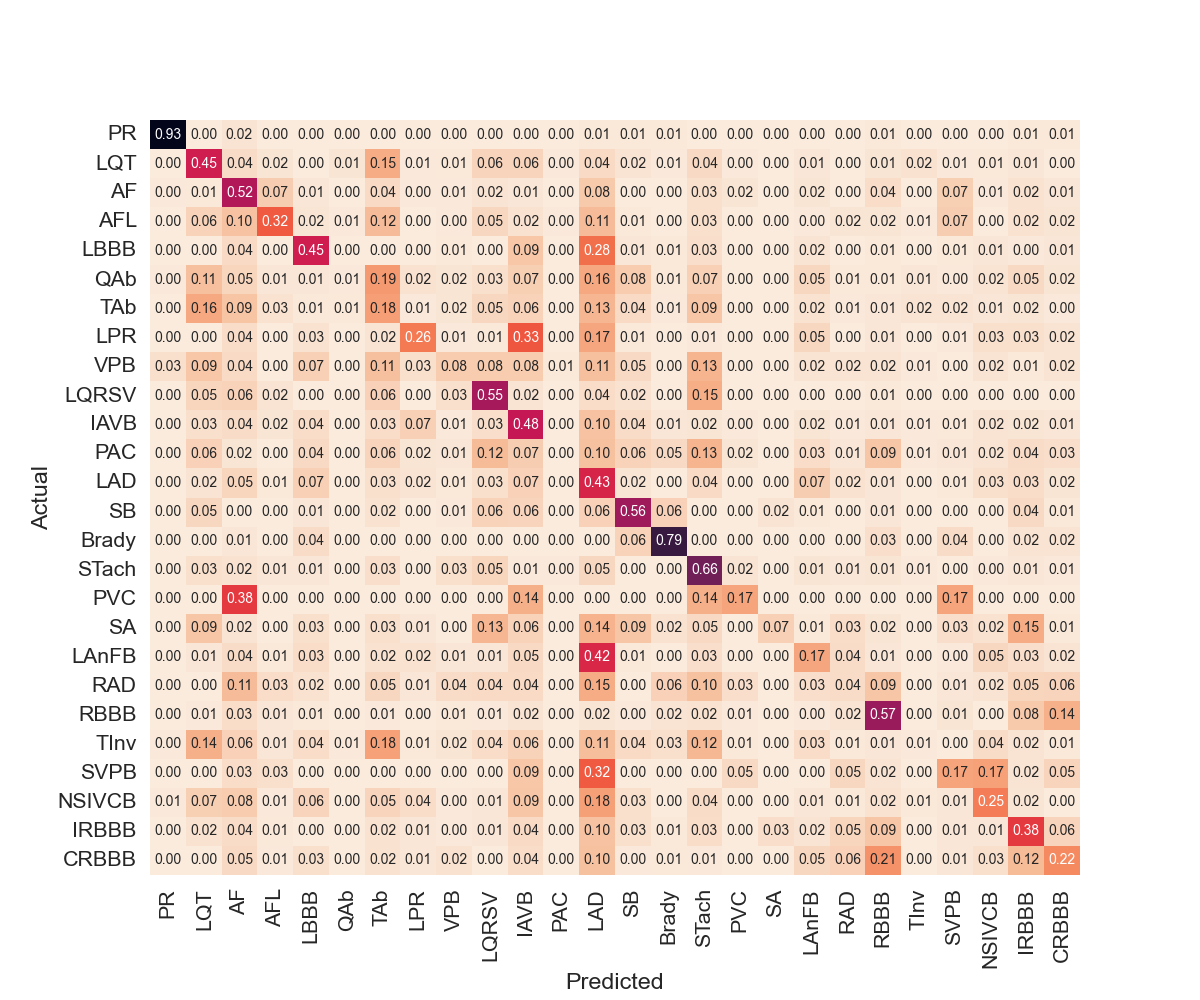 PR 0.93 0.00 0.02 0.00 0.00 0.00 0.00 0.00 0.00 0.00 0.00 0.00 0.01 0.01 0.01 0.00 0.00 0.00 0.00 0.00 0.01 0.00 0.00 0.00 0.01 0.01
LQT 0.00 0.45 0.04 0.02 0.00 0.01 0.15 0.01 0.01 0.06 0.06 0.00 0.04 0.02 0.01 0.04 0.00 0.00 0.01 0.00 0.01 0.02 0.00 0.01 0.01 0.00
AF 0.00 0.01 0.52 0.07 0.01 0.00 0.04 0.00 0.01 0.02 0.01 0.00 0.08 0.00 0.00 0.03 0.02 0.00 0.02 0.00 0.04 0.00 0.07 0.01 0.02 0.01
AFL 0.00 0.06 0.10 0.32 0.02 0.01 0.12 0.00 0.00 0.05 0.02 0.00 0.11 0.01 0.00 0.03 0.00 0.00 0.00 0.02 0.02 0.01 0.07 0.00 0.02 0.02
LBBB 0.00 0.00 0.04 0.00 0.45 0.00 0.00 0.00 0.01 0.00 0.09 0.00 0.28 0.01 0.01 0.03 0.00 0.00 0.02 0.00 0.01 0.00 0.01 0.01 0.00 0.01
QAb 0.00 0.11 0.05 0.01 0.01 0.01 0.19 0.02 0.02 0.03 0.07 0.00 0.16 0.08 0.01 0.07 0.00 0.00 0.05 0.01 0.01 0.01 0.00 0.02 0.05 0.02
TAb 0.00 0.16 0.09 0.03 0.01 0.01 0.18 0.01 0.02 0.05 0.06 0.00 0.13 0.04 0.01 0.09 0.00 0.00 0.02 0.01 0.01 0.02 0.02 0.01 0.02 0.00
LPR 0.00 0.00 0.04 0.00 0.03 0.00 0.02 0.26 0.01 0.01 0.33 0.00 0.17 0.01 0.00 0.01 0.00 0.00 0.05 0.00 0.01 0.00 0.00 0.03 0.03 0.02
VPB 0.03 0.09 0.04 0.00 0.07 0.00 0.11 0.03 0.08 0.08 0.08 0.01 0.11 0.05 0.00 0.13 0.00 0.00 0.02 0.02 0.02 0.01 0.00 0.02 0.01 0.02
LQRSV 0.00 0.05 0.06 0.02 0.00 0.00 0.06 0.00 0.03 0.55 0.02 0.00 0.04 0.02 0.00 0.15 0.00 0.00 0.00 0.00 0.00 0.01 0.00 0.00 0.00 0.00
IAVB 0.00 0.03 0.04 0.02 0.04 0.00 0.03 0.07 0.01 0.03 0.48 0.00 0.10 0.04 0.01 0.02 0.00 0.00 0.02 0.01 0.01 0.01 0.01 0.02 0.02 0.01
PAC 0.00 0.06 0.02 0.00 0.04 0.00 0.06 0.02 0.01 0.12 0.07 0.00 0.10 0.06 0.05 0.13 0.02 0.00 0.03 0.01 0.09 0.01 0.01 0.02 0.04 0.03
LAD 0.00 0.02 0.05 0.01 0.07 0.00 0.03 0.02 0.01 0.03 0.07 0.00 0.43 0.02 0.00 0.04 0.00 0.00 0.07 0.02 0.01 0.00 0.01 0.03 0.03 0.02
SB 0.00 0.05 0.00 0.00 0.01 0.00 0.02 0.01 0.00 0.06 0.06 0.00 0.06 0.56 0.06 0.00 0.00 0.02 0.01 0.00 0.01 0.00 0.00 0.00 0.04 0.01
Brady 0.00 0.00 0.01 0.00 0.04 0.00 0.00 0.00 0.00 0.00 0.00 0.00 0.00 0.06 0.79 0.00 0.00 0.00 0.00 0.00 0.03 0.00 0.04 0.00 0.02 0.02
STach 0.00 0.03 0.02 0.01 0.01 0.00 0.03 0.00 0.03 0.05 0.01 0.00 0.05 0.00 0.00 0.66 0.02 0.00 0.01 0.01 0.01 0.01 0.00 0.00 0.01 0.01
PVC 0.00 0.00 0.38 0.00 0.00 0.00 0.00 0.00 0.00 0.00 0.14 0.00 0.00 0.00 0.00 0.14 0.17 0.00 0.00 0.00 0.00 0.00 0.17 0.00 0.00 0.00
SA 0.00 0.09 0.02 0.00 0.03 0.00 0.03 0.01 0.00 0.13 0.06 0.00 0.14 0.09 0.02 0.05 0.00 0.07 0.01 0.03 0.02 0.00 0.03 0.02 0.15 0.01
LAnFB 0.00 0.01 0.04 0.01 0.03 0.00 0.02 0.02 0.01 0.01 0.05 0.00 0.42 0.01 0.00 0.03 0.00 0.00 0.17 0.04 0.01 0.00 0.00 0.05 0.03 0.02
RAD 0.00 0.00 0.11 0.03 0.02 0.00 0.05 0.01 0.04 0.04 0.04 0.00 0.15 0.00 0.06 0.10 0.03 0.00 0.03 0.04 0.09 0.00 0.01 0.02 0.05 0.06
RBBB 0.00 0.01 0.03 0.01 0.01 0.00 0.01 0.00 0.01 0.01 0.02 0.00 0.02 0.00 0.02 0.02 0.01 0.00 0.00 0.02 0.57 0.00 0.01 0.00 0.08 0.14
TInv 0.00 0.14 0.06 0.01 0.04 0.01 0.18 0.01 0.02 0.04 0.06 0.00 0.11 0.04 0.03 0.12 0.01 0.00 0.03 0.01 0.01 0.01 0.00 0.04 0.02 0.01
SVPB 0.00 0.00 0.03 0.03 0.00 0.00 0.00 0.00 0.00 0.00 0.09 0.00 0.32 0.00 0.00 0.00 0.05 0.00 0.00 0.05 0.02 0.00 0.17 0.17 0.02 0.05
NSIVCB 0.01 0.07 0.08 0.01 0.06 0.00 0.05 0.04 0.00 0.01 0.09 0.00 0.18 0.03 0.00 0.04 0.00 0.00 0.01 0.01 0.02 0.01 0.01 0.25 0.02 0.00
IRBBB 0.00 0.02 0.04 0.01 0.00 0.00 0.02 0.00 0.00 0.01 0.04 0.00 0.10 0.03 0.01 0.03 0.00 0.03 0.02 0.05 0.09 0.00 0.01 0.01 0.38 0.06
CRBBB 0.00 0.00 0.05 0.01 0.03 0.00 0.02 0.01 0.02 0.00 0.04 0.00 0.10 0.00 0.01 0.01 0.00 0.00 0.05 0.06 0.21 0.00 0.01 0.03 0.12 0.22
Actual
PR LQT AF AFL LBBB QAb TAb LPR VPB LQRSV IAVB PAC LAD SB Brady STach PVC SA LAnFB RAD RBBB TInv SVPB NSIVCB IRBBB CRBBB
Predicted